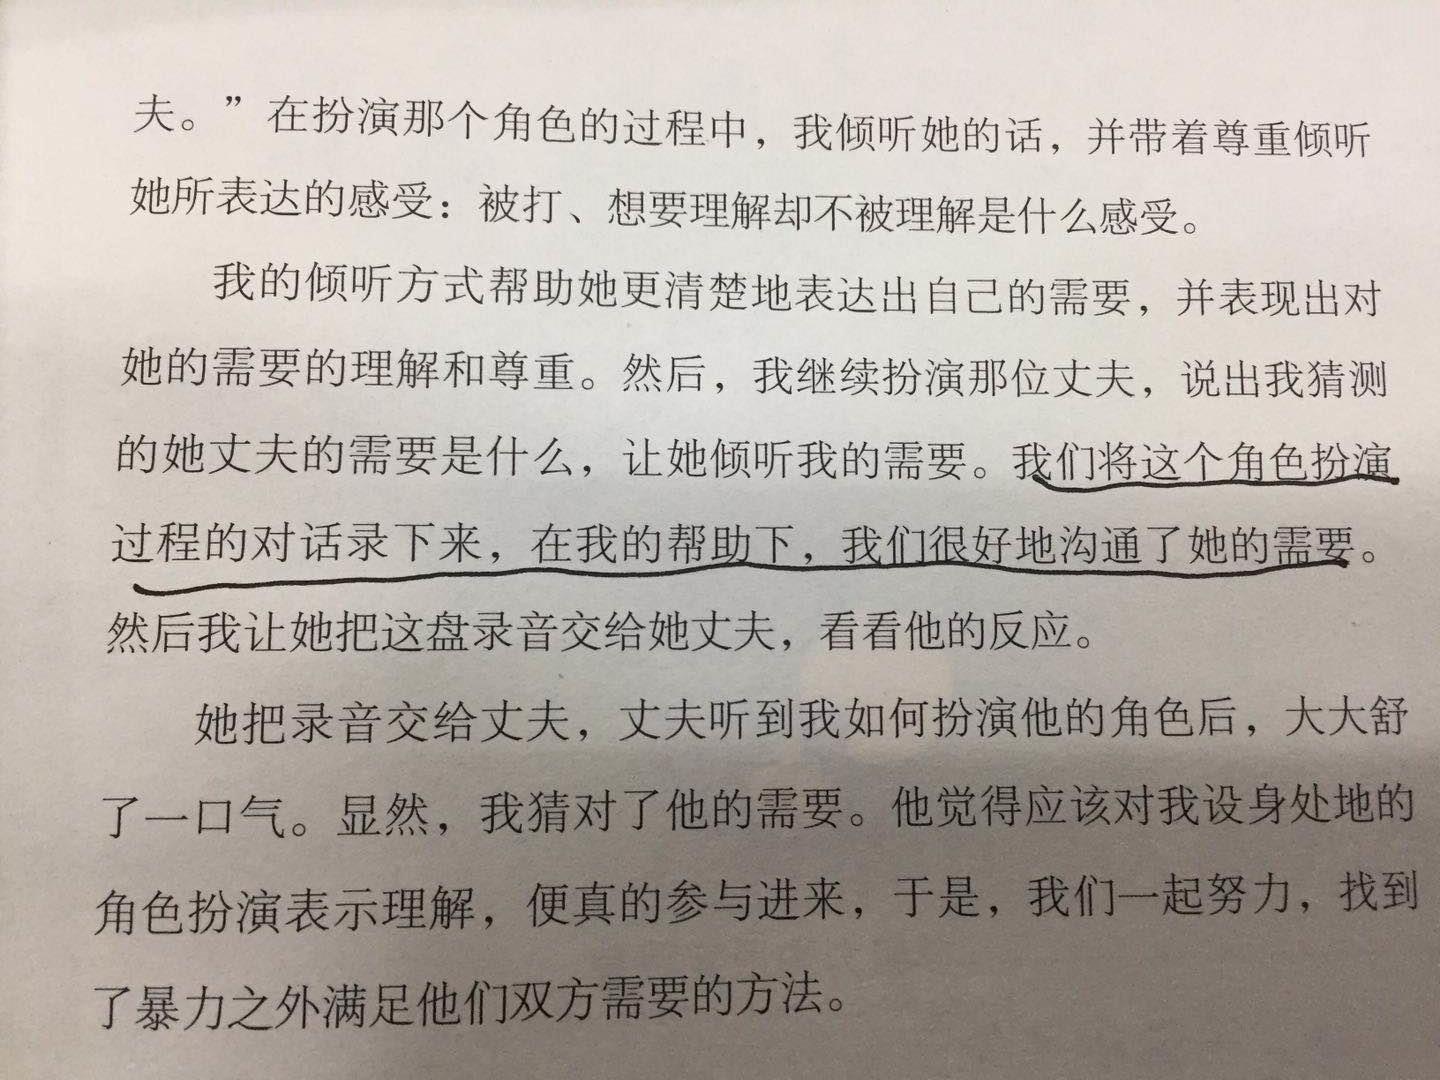 夫。”在扮演那个角色的过程中，我倾听她的话，并带着尊重倾听
她所表达的感受：被打、想要理解却不被理解是什么感受。
我的倾听方式帮助她更清楚地表达出自己的需要，并表现出对
她的需要的理解和尊重。然后，我继续扮演那位丈夫，说出我猜测
的她丈夫的需要是什么，让她倾听我的需要。我们将这个角色扮演
过程的对话录下来，在我的帮助下，我们很好地沟通了她的需要。
然后我让她把这盘录音交给她丈夫，看看他的反应。
她把录音交给丈夫，丈夫听到我如何扮演他的角色后，大大舒
了一口气。显然，我猜对了他的需要。他觉得应该对我设身处地的
角色扮演表示理解，便真的参与进来，于是，我们一起努力，找到
了暴力之外满足他们双方需要的方法。